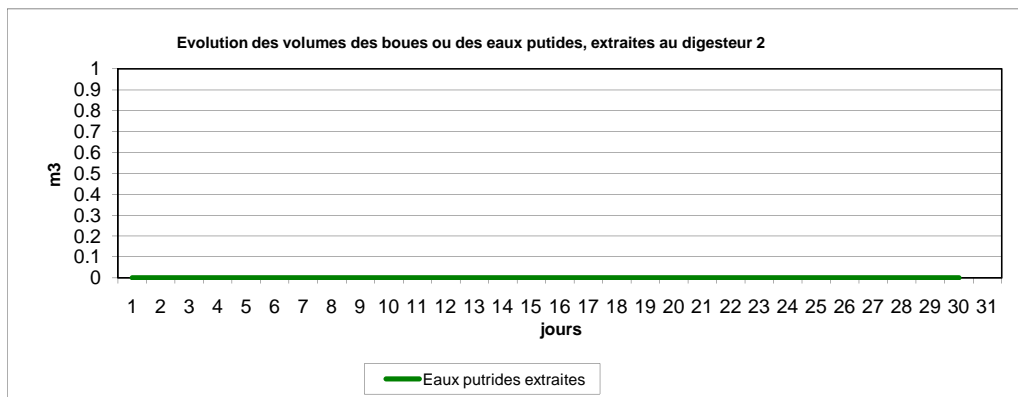 Evolution des volumes des boues ou des eaux putides, extraites au digesteur 2
1
0.9
0.8
0.7
0.6
0.5
0.4
0.3
0.2
0.1
0
m3
1 2 3 4 5 6 7 8 9 10 11 12 13 14 15 16 17 18 19 20 21 22 23 24 25 26 27 28 29 30 31
jours
Eaux putrides extraites